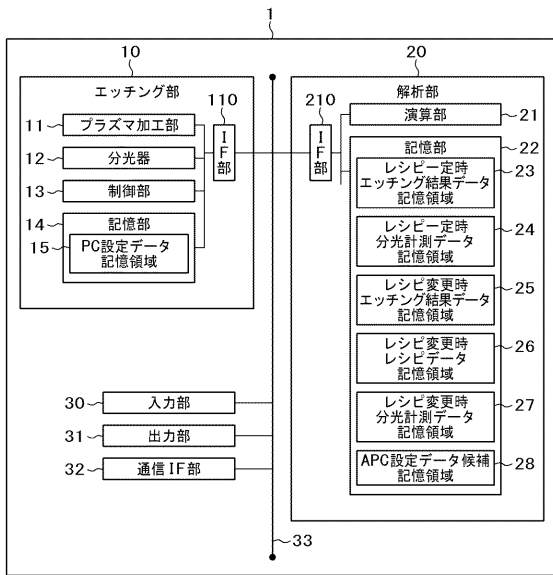 1
10
エッチング部
110
11
プラズマ加工部
12
分光器
13
制御部
14
記憶部
15
PC設定データ
記憶領域
IF部
20
解析部
210
IF部
演算部
21
記憶部
22
レシピ一定時
エッチング結果データ
記憶領域
23
レシピ一定時
分光計測データ
記憶領域
24
レシピ変更時
エッチング結果データ
記憶領域
25
レシピ変更時
レシピデータ
記憶領域
26
レシピ変更時
分光計測データ
記憶領域
27
APC設定データ候補
記憶領域
28
30
入力部
31
出力部
32
通信IF部
33